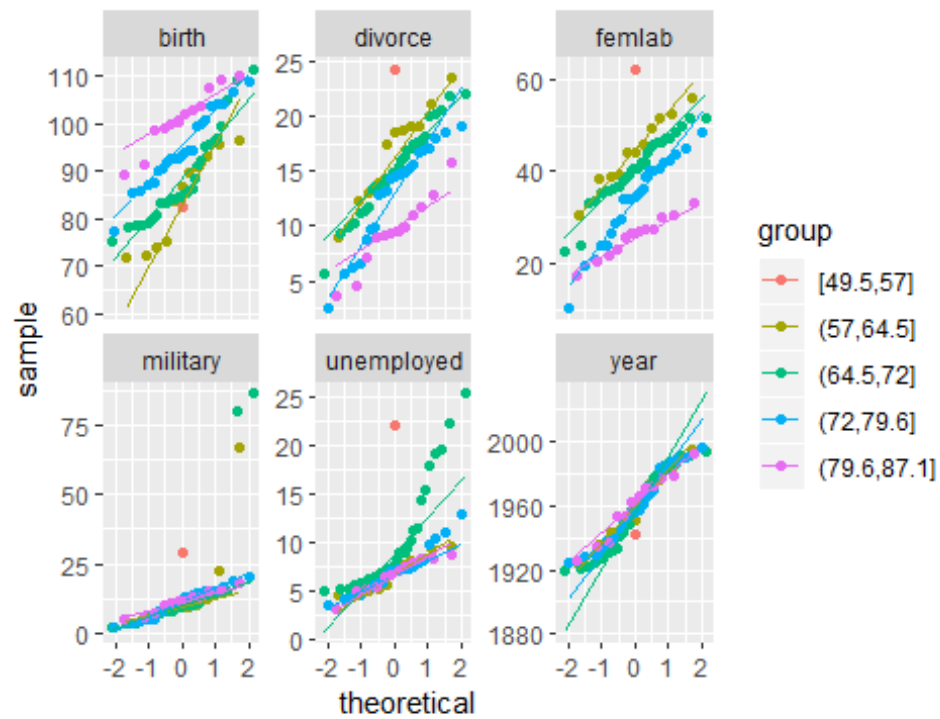 birth
divorce
femlab
110
100
90
80
70
60
25
20
15
10
5
60
40
20
sample
military
unemployed
year
75
50
25
0
25
20
15
10
5
0
2000
1960
1920
1880
-2 -1 0 1 2
-2 -1 0 1 2
-2 -1 0 1 2
theoretical
group
[49.5,57]
(57,64.5]
(64.5,72]
(72,79.6]
(79.6,87.1]